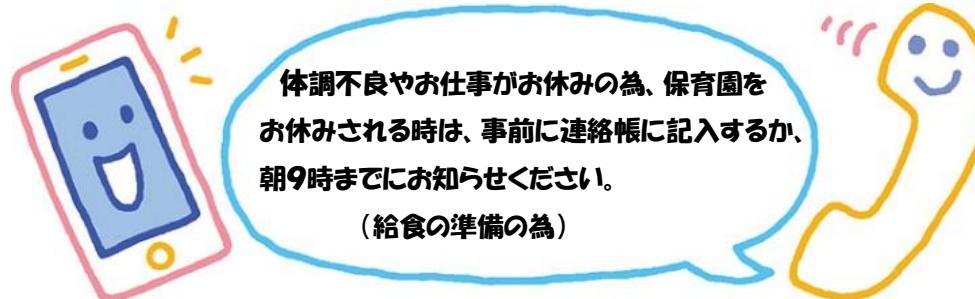 体調不良やお仕事がお休みの為、保育園を
お休みされる時は、事前に連絡帳に記入するか、
朝9時までにお知らせください。
（給食の準備の為）